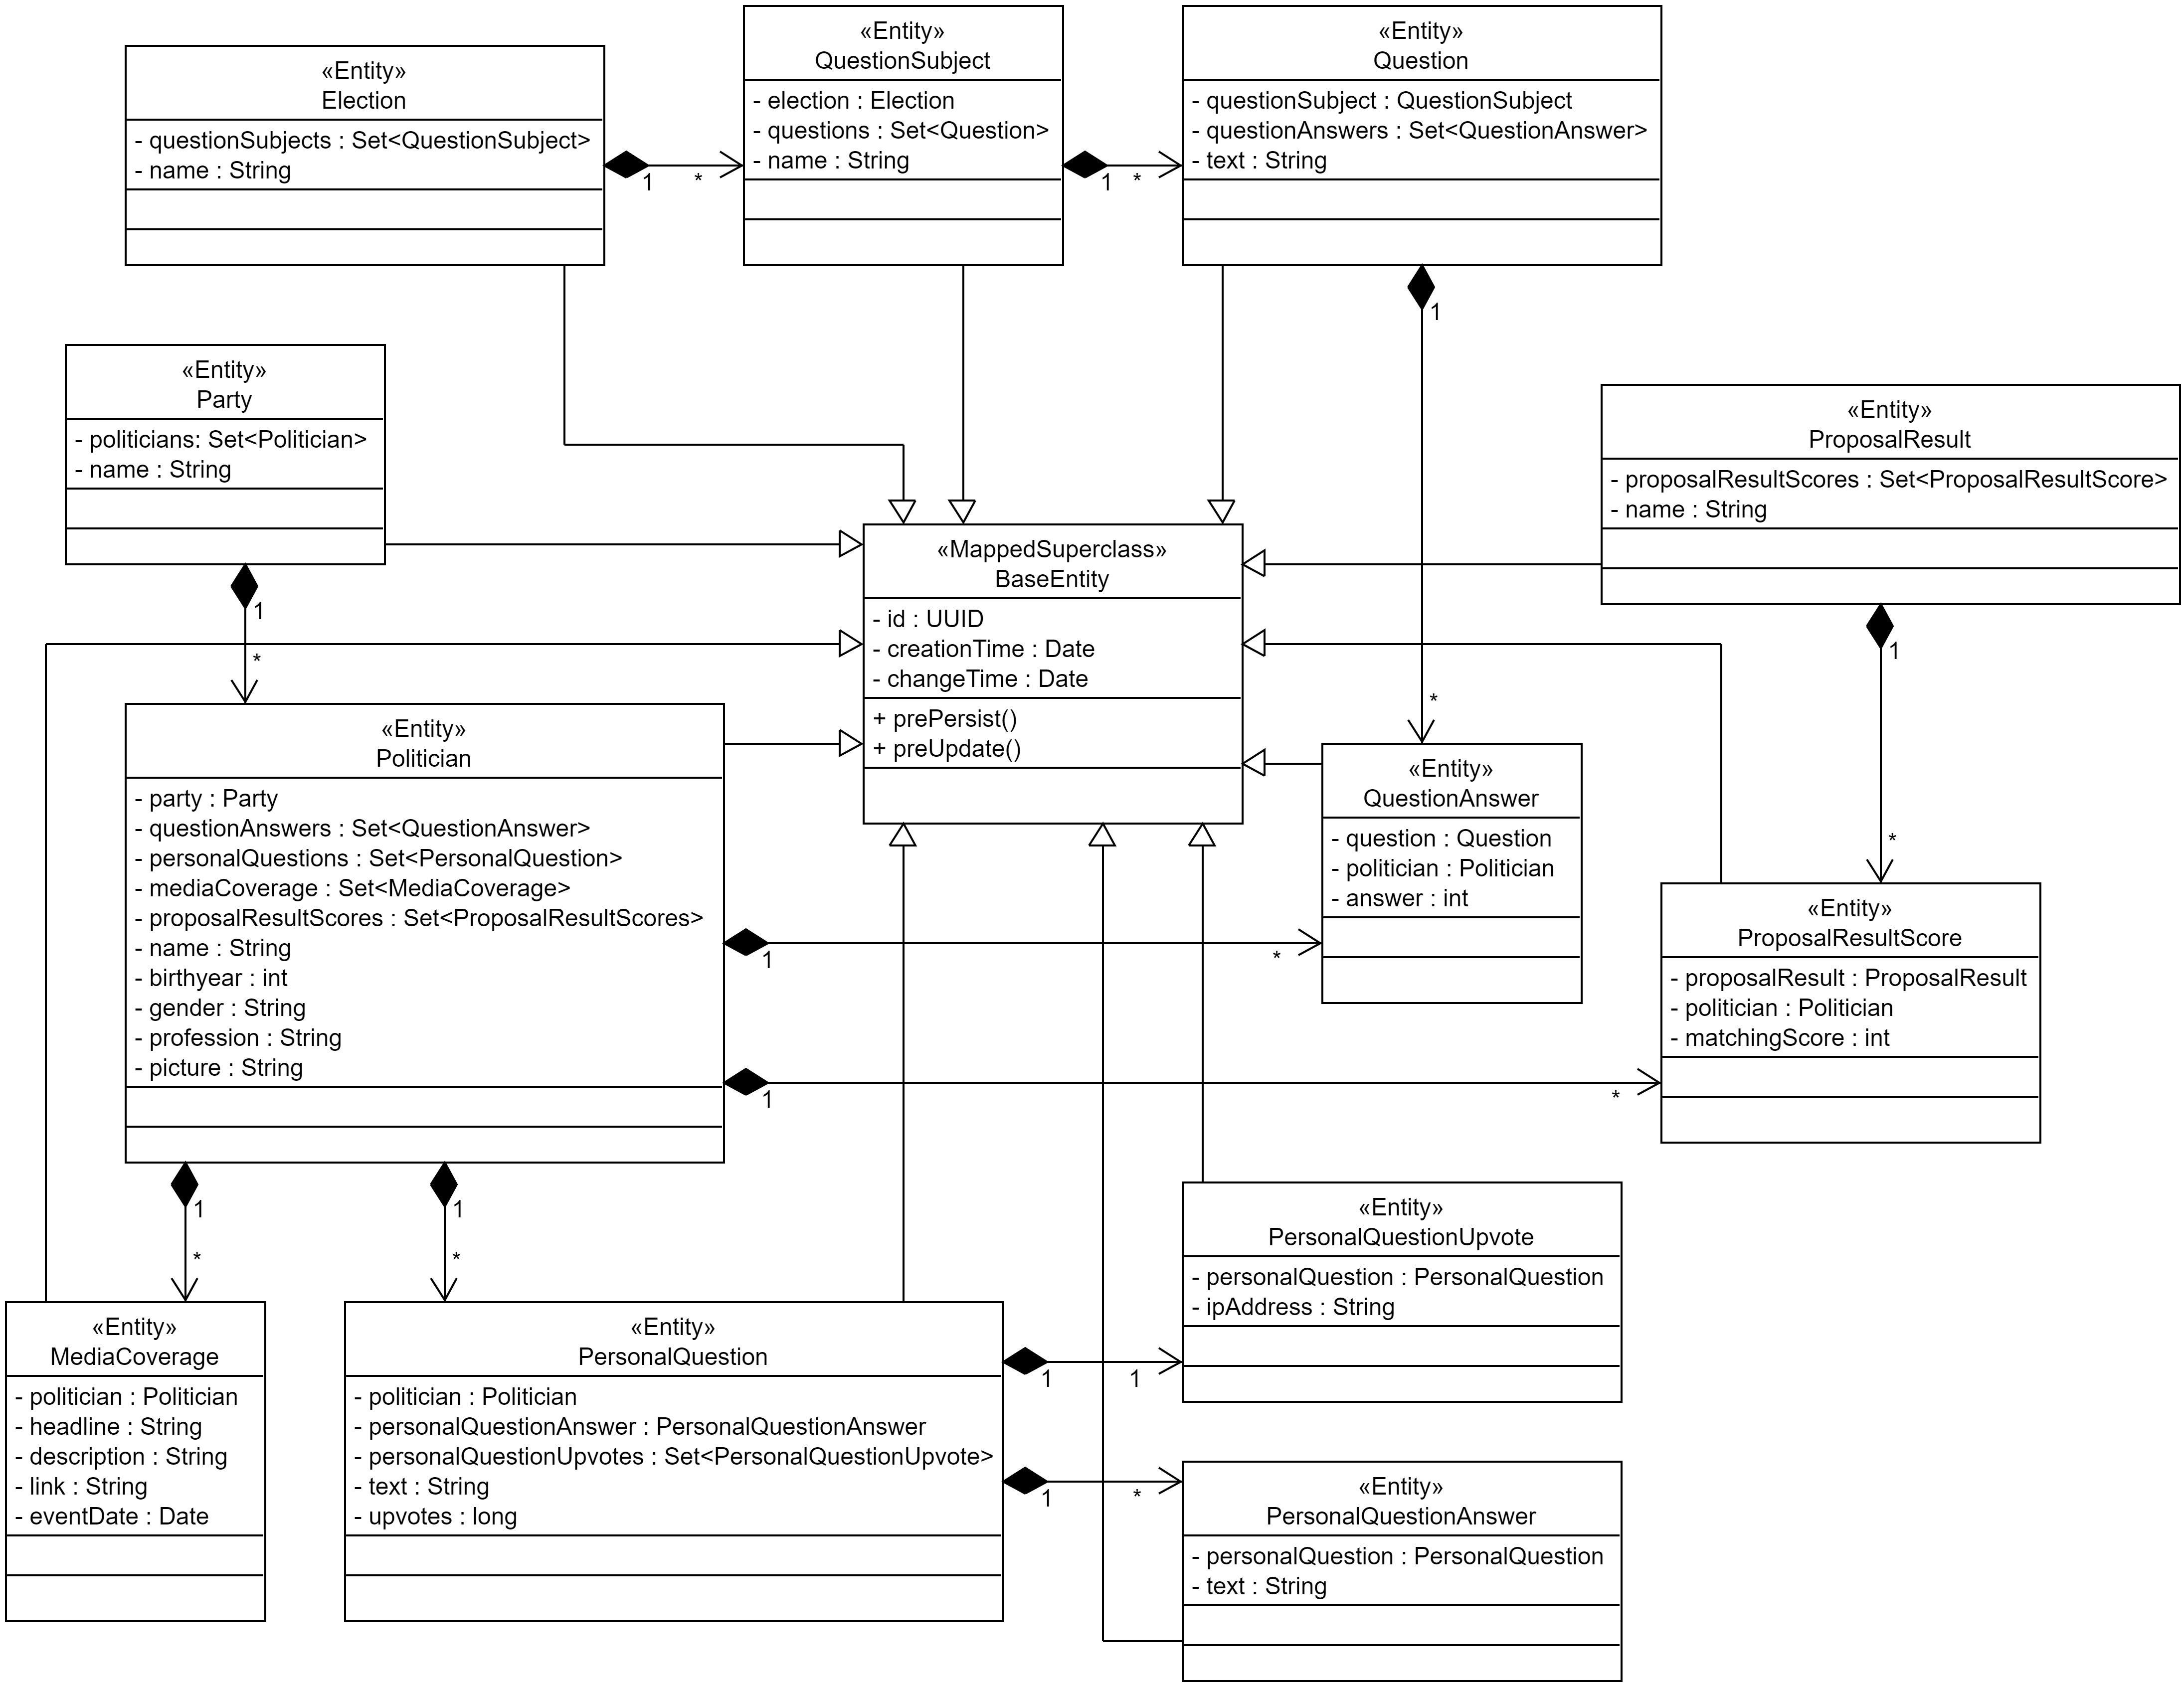 «Entity»
Election
- questionSubjects : Set<QuestionSubject>
- name : String
1
*
«Entity»
QuestionSubject
- election : Election
- questions : Set<Question>
- name : String
1
*
«Entity»
Question
- questionSubject : QuestionSubject
- questionAnswers : Set<QuestionAnswer>
- text : String
1
*
«Entity»
Party
- politicians: Set<Politician>
- name : String
1
*
«MappedSuperclass»
BaseEntity
- id : UUID
- creationTime : Date
- changeTime : Date
+ prePersist()
+ preUpdate()
«Entity»
ProposalResult
- proposalResultScores : Set<ProposalResultScore>
- name : String
1
*
«Entity»
Politician
- party : Party
- questionAnswers : Set<QuestionAnswer>
- personalQuestions : Set<PersonalQuestion>
- mediaCoverage : Set<MediaCoverage>
- proposalResultScores : Set<ProposalResultScores>
- name : String
- birthyear : int
- gender : String
- profession : String
- picture : String
1
*
1
*
1
*
1
*
«Entity»
QuestionAnswer
- question : Question
- politician : Politician
- answer : int
«Entity»
ProposalResultScore
- proposalResult : ProposalResult
- politician : Politician
- matchingScore : int
«Entity»
MediaCoverage
- politician : Politician
- headline : String
- description : String
- link : String
- eventDate : Date
«Entity»
PersonalQuestion
- politician : Politician
- personalQuestionAnswer : PersonalQuestionAnswer
- personalQuestionUpvotes : Set<PersonalQuestionUpvote>
- text : String
- upvotes : long
1
1
1
*
«Entity»
PersonalQuestionUpvote
- personalQuestion : PersonalQuestion
- ipAddress : String
«Entity»
PersonalQuestionAnswer
- personalQuestion : PersonalQuestion
- text : String